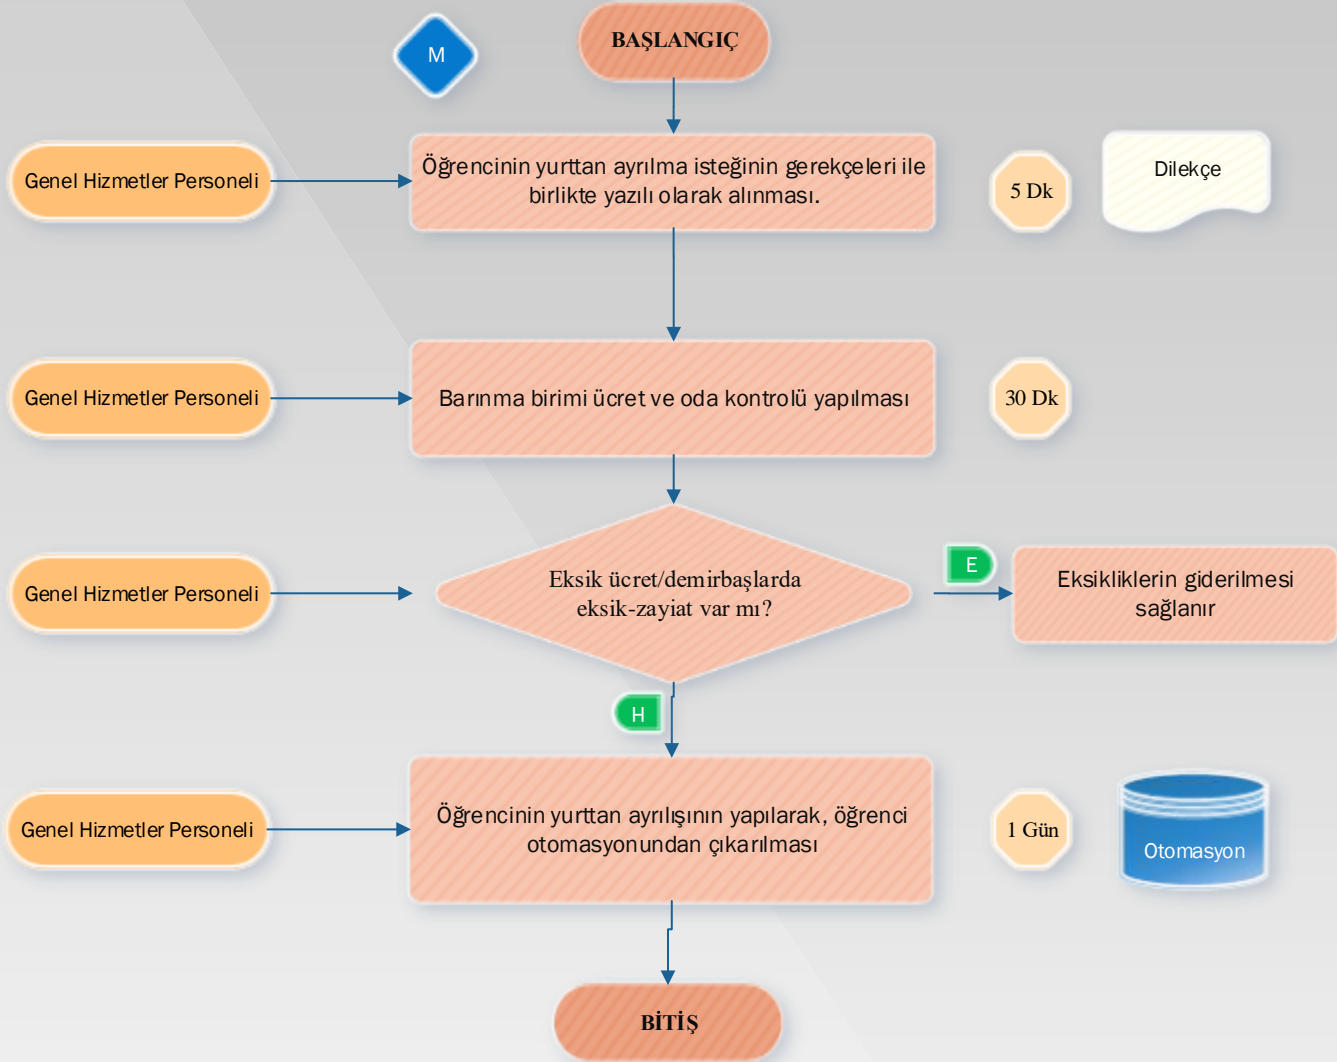 M
BAŞLANGIÇ
Genel Hizmetler Personeli
Öğrencinin yurttan ayrılma isteğinin gerekçeleri ile
birlikte yazılı olarak alınması.
5 Dk
Dilekçe
Genel Hizmetler Personeli
Barınma birimi ücret ve oda kontrolü yapılması
30 Dk
Genel Hizmetler Personeli
Eksik ücret/demirbaşlarda
eksik-zayiat var mı?
E
Eksikliklerin giderilmesi
sağlanır
H
Genel Hizmetler Personeli
Öğrencinin yurttan ayrılışının yapılarak, öğrenci
otomasyonundan çıkarılması
1 Gün
Otomasyon
BİTİŞ